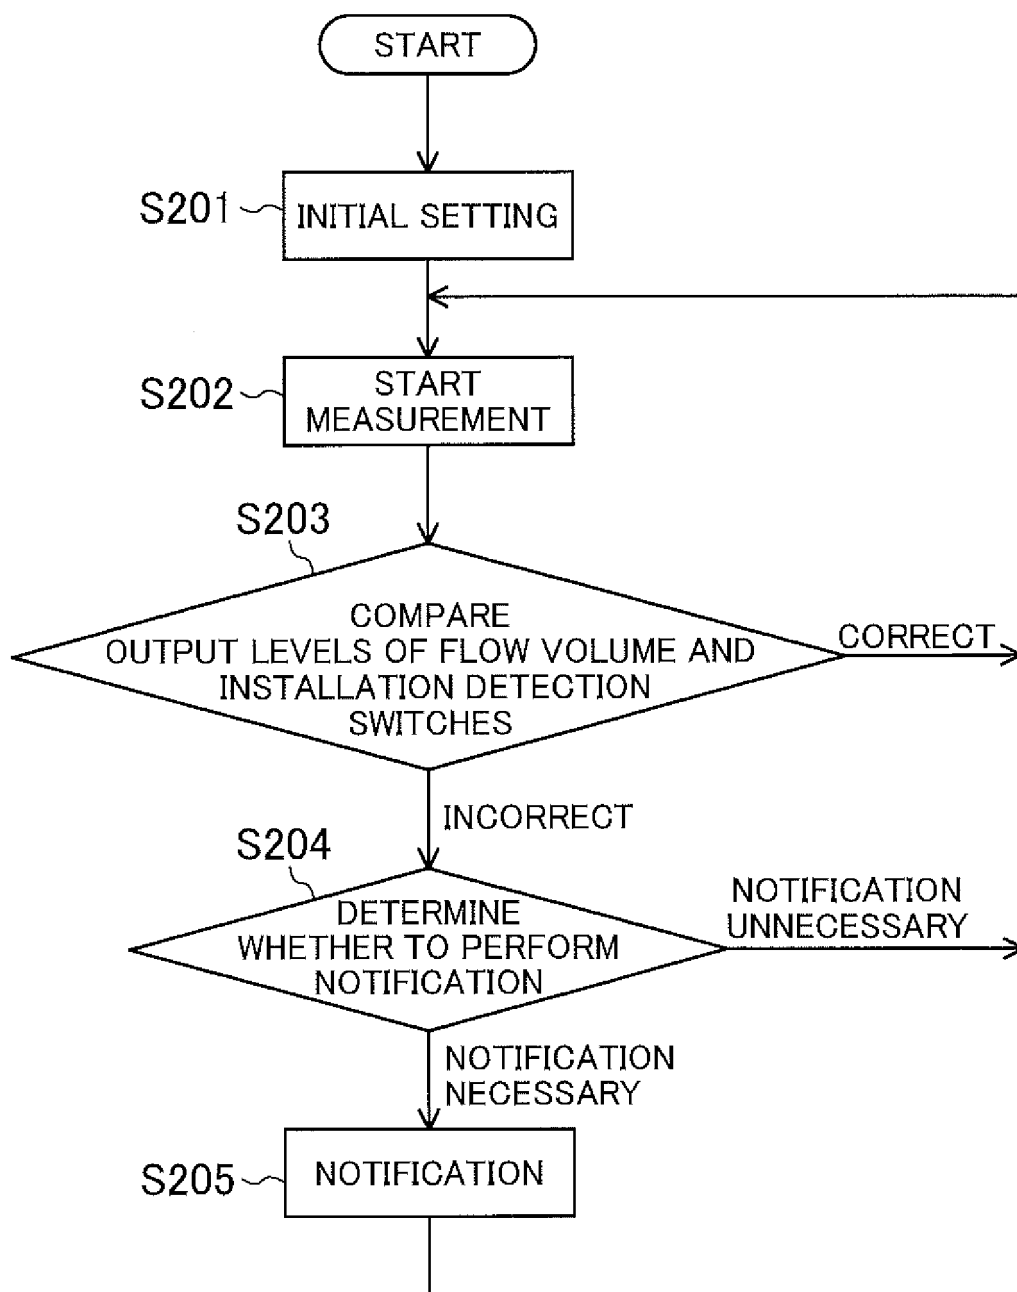 START
S201
INITIAL SETTING
S202
START
MEASUREMENT
S203
COMPARE
OUTPUT LEVELS OF FLOW VOLUME AND
INSTALLATION DETECTION
SWITCHES
CORRECT
INCORRECT
S204
DETERMINE
WHETHER TO PERFORM
NOTIFICATION
NOTIFICATION
UNNECESSARY
NOTIFICATION
NECESSARY
S205
NOTIFICATION